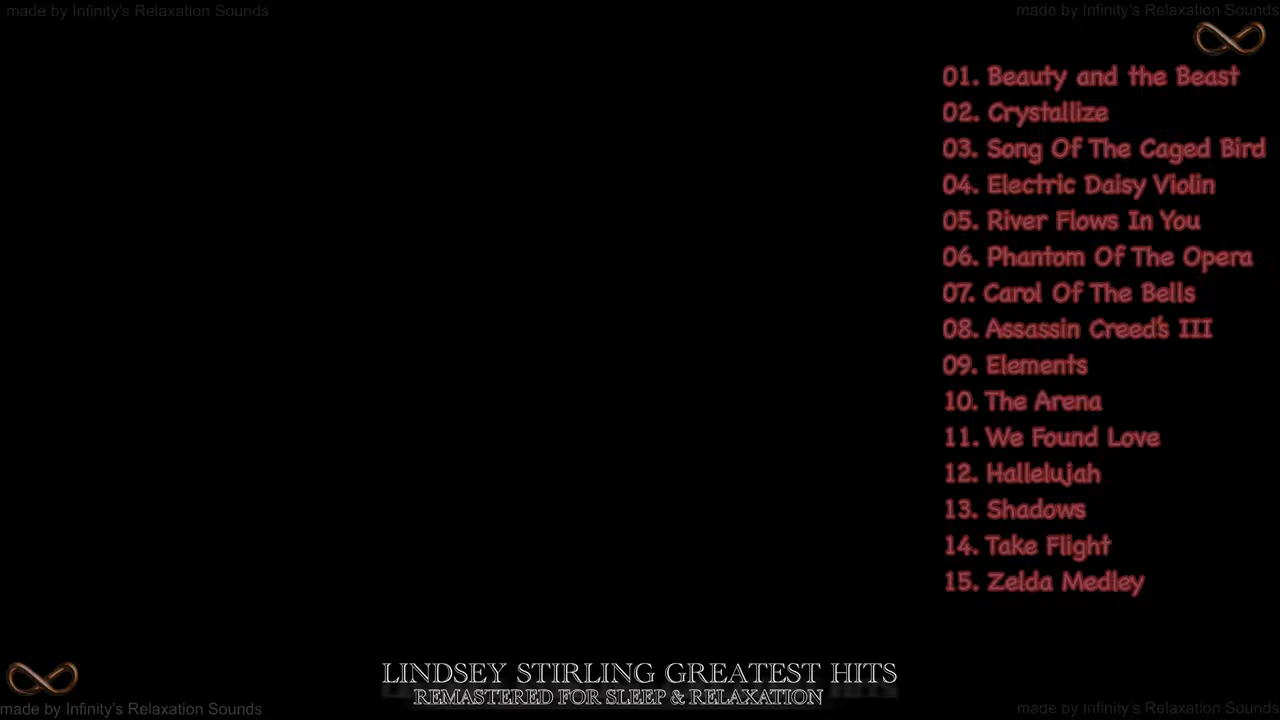 made by Infinity's Relaxation Sounds
made by Infinity's Relaxation Sounds
01. Beauty and the Beast
02. Crystallize
03. Song Of The Caged Bird
04. Electric Daisy Violin
05. River Flows In You
06. Phantom Of The Opera
07. Carol Of The Bells
08. Assassin Creed's III
09. Elements
10. The Arena
11. We Found Love
12. Hallelujah
13. Shadows
14. Take Flight
15. Zelda Medley
LINDSEY STIRLING GREATEST HITS
REMASTERED FOR SLEEP & RELAXATION
made by Infinity's Relaxation Sounds
made by Infinity's Relaxation Sounds